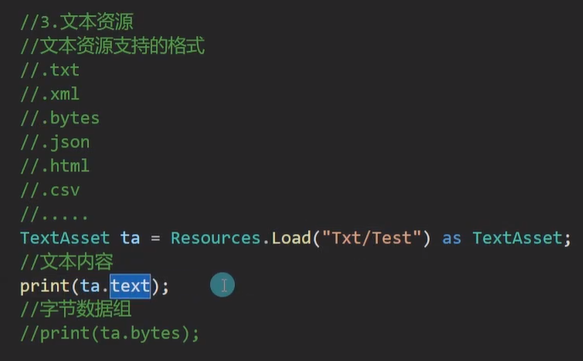 //3.文本资源
//文本资源支持的格式
//.txt
//.xml
//.bytes
//.json
//.html
//.csv
//.....
TextAsset ta = Resources.Load("Txt/Test") as TextAsset;
//文本内容
print(ta.text);
//字节数据组
//print(ta.bytes);